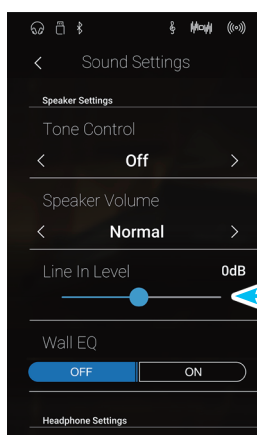 Sound Settings
Speaker Settings
Tone Control
Off
Speaker Volume
Normal
Line In Level 0dB
Wall EQ
OFF ON
Headphone Settings